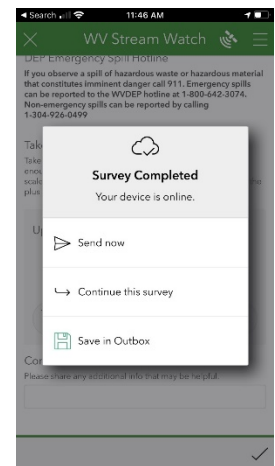 ◄ Search 11:46 AM
WV Stream Watch
DEP Emergency Spill Hotline
If you observe a spill of hazardous waste or hazardous material
that constitutes imminent danger call 911. Emergency spills
can be reported to the WVDEP hotline at 1-800-642-3074.
Non-emergency spills can be reported by calling
1-304-926-0499
Survey Completed
Your device is online.
Send now
Continue this survey
Save in Outbox
Please share any additional info that may be helpful.